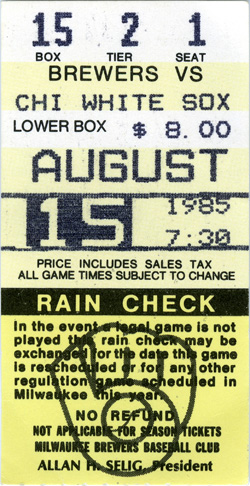 15 2 1
BOX TIER SEAT
BREWERS VS
CHI WHITE SOX
LOWER BOX $ 8.00
AUGUST
15 1985
7:30
PRICE INCLUDES SALES TAX
ALL GAME TIMES SUBJECT TO CHANGE
RAIN CHECK
In the event a legal game is not
played this rain check may be
exchanged for the date this game
is rescheduled or for any other
regulation game scheduled in
Milwaukee this year.
NO REFUND
NOT APPLICABLE FOR SEASON TICKETS
MILWAUKEE BREWERS BASEBALL CLUB
ALLAN H. SELIG, President